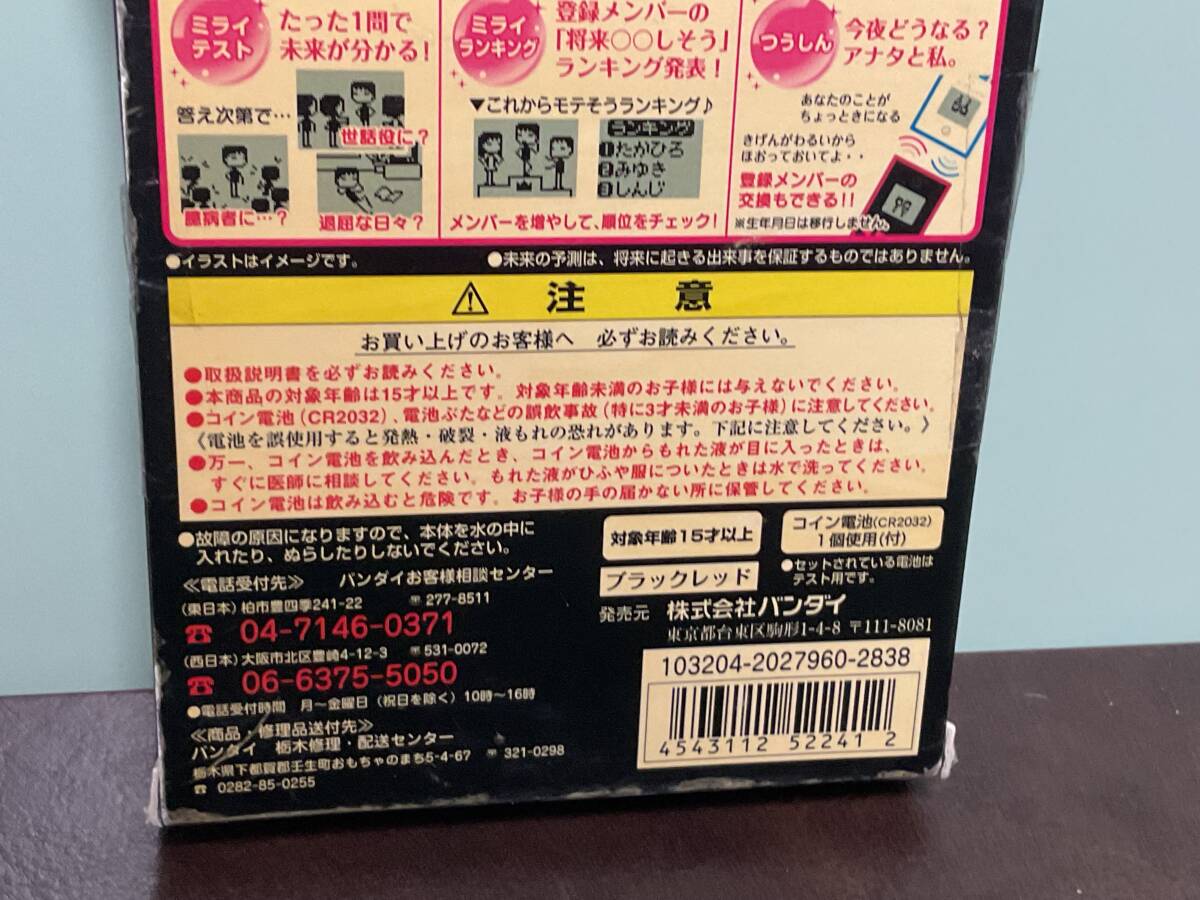 ミライ
テスト
たった1問で
未来が分かる!
答え次第で…
世話役に?
臆病者に…?
退屈な日々?
ミライ
ランキング
登録メンバーの
「将来○○しそう」
ランキング発表!
▼これからモテそうランキング♪
ランキング
1たかひろ
2みゆき
3しんじ
メンバーを増やして、順位をチェック!
つうしん
今夜どうなる?
アナタと私。
あなたのことが
ちょっときになる
きげんがわるいから
ほおっておいてよ・・
登録メンバーの
交換もできる!!
※生年月日は移行しません。
●イラストはイメージです。
●未来の予測は、将来に起きる出来事を保証するものではありません。
⚠ 注意
お買い上げのお客様へ 必ずお読みください。
●取扱説明書を必ずお読みください。
●本商品の対象年齢は15才以上です。対象年齢未満のお子様には与えないでください。
●コイン電池(CR2032)、電池ぶたなどの誤飲事故(特に3才未満のお子様)に注意してください。
《電池を誤使用すると発熱・破裂・液もれの恐れがあります。下記に注意してください。》
●万一、コイン電池を飲み込んだとき、コイン電池からもれた液が目に入ったときは、
すぐに医師に相談してください。もれた液がひふや服についたときは水で洗ってください。
●コイン電池は飲み込むと危険です。お子様の手の届かない所に保管してください。
●故障の原因になりますので、本体を水の中に
入れたり、ぬらしたりしないでください。
≪電話受付先≫ バンダイお客様相談センター
(東日本)柏市豊四季241-22 〒277-8511
☎ 04-7146-0371
(西日本)大阪市北区豊崎4-12-3 〒531-0072
☎ 06-6375-5050
●電話受付時間 月~金曜日(祝日を除く)10時~16時
≪商品・修理品送付先≫
バンダイ 栃木修理・配送センター
栃木県下都賀郡壬生町おもちゃのまち5-4-67 〒321-0298
☎ 0282-85-0255
対象年齢15才以上
コイン電池(CR2032)
1個使用(付)
ブラックレッド
●セットされている電池は
テスト用です。
発売元 株式会社バンダイ
東京都台東区駒形1-4-8 〒111-8081
103204-2027960-2838
4543112 52241 2